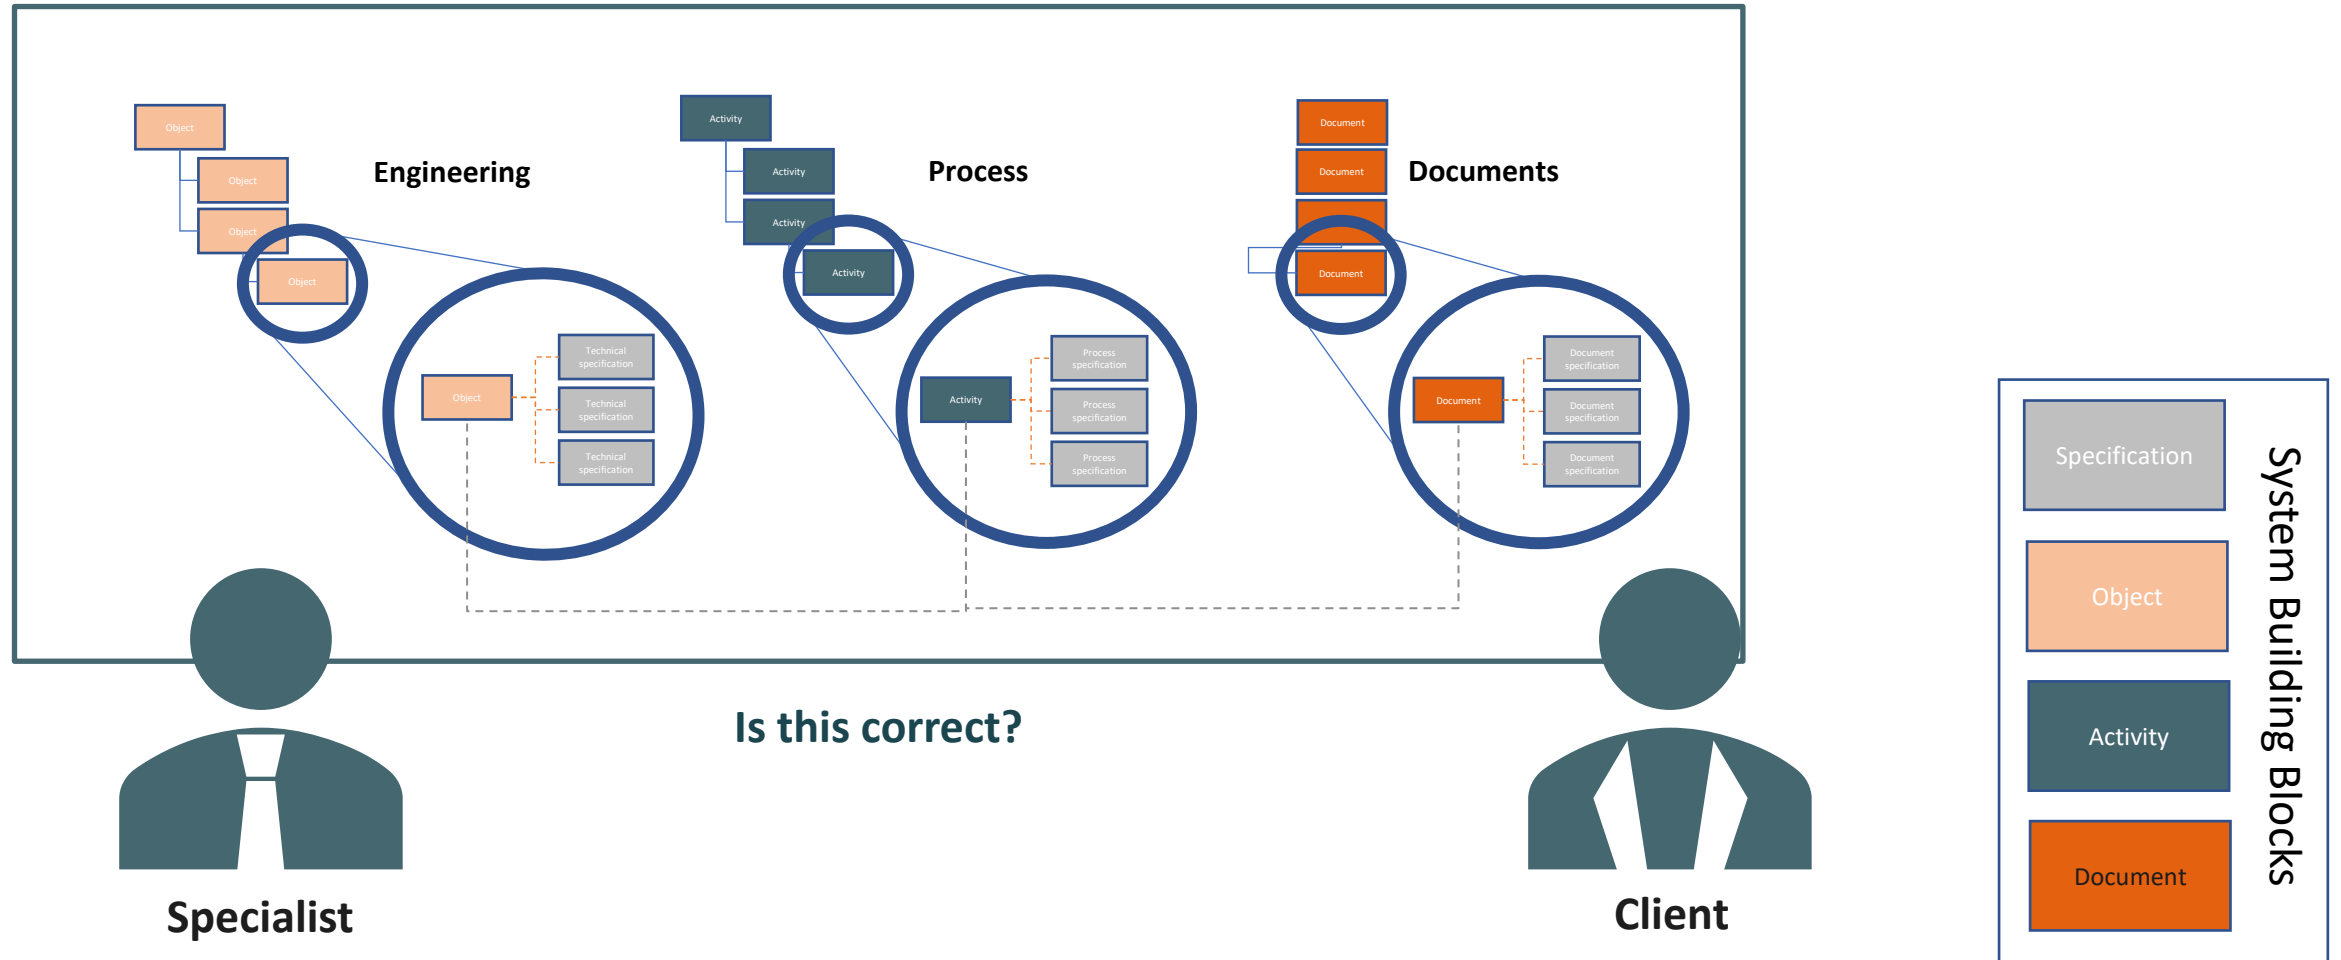 Object
Object
Object
Object
Engineering
Object
Technical
specification
Technical
specification
Technical
specification
Activity
Activity
Activity
Activity
Process
Activity
Process
specification
Process
specification
Process
specification
Document
Document
Document
Documents
Document
Document
specification
Document
specification
Document
specification
Is this correct?
Specialist
Client
Specification
Object
Activity
Document
System Building Blocks